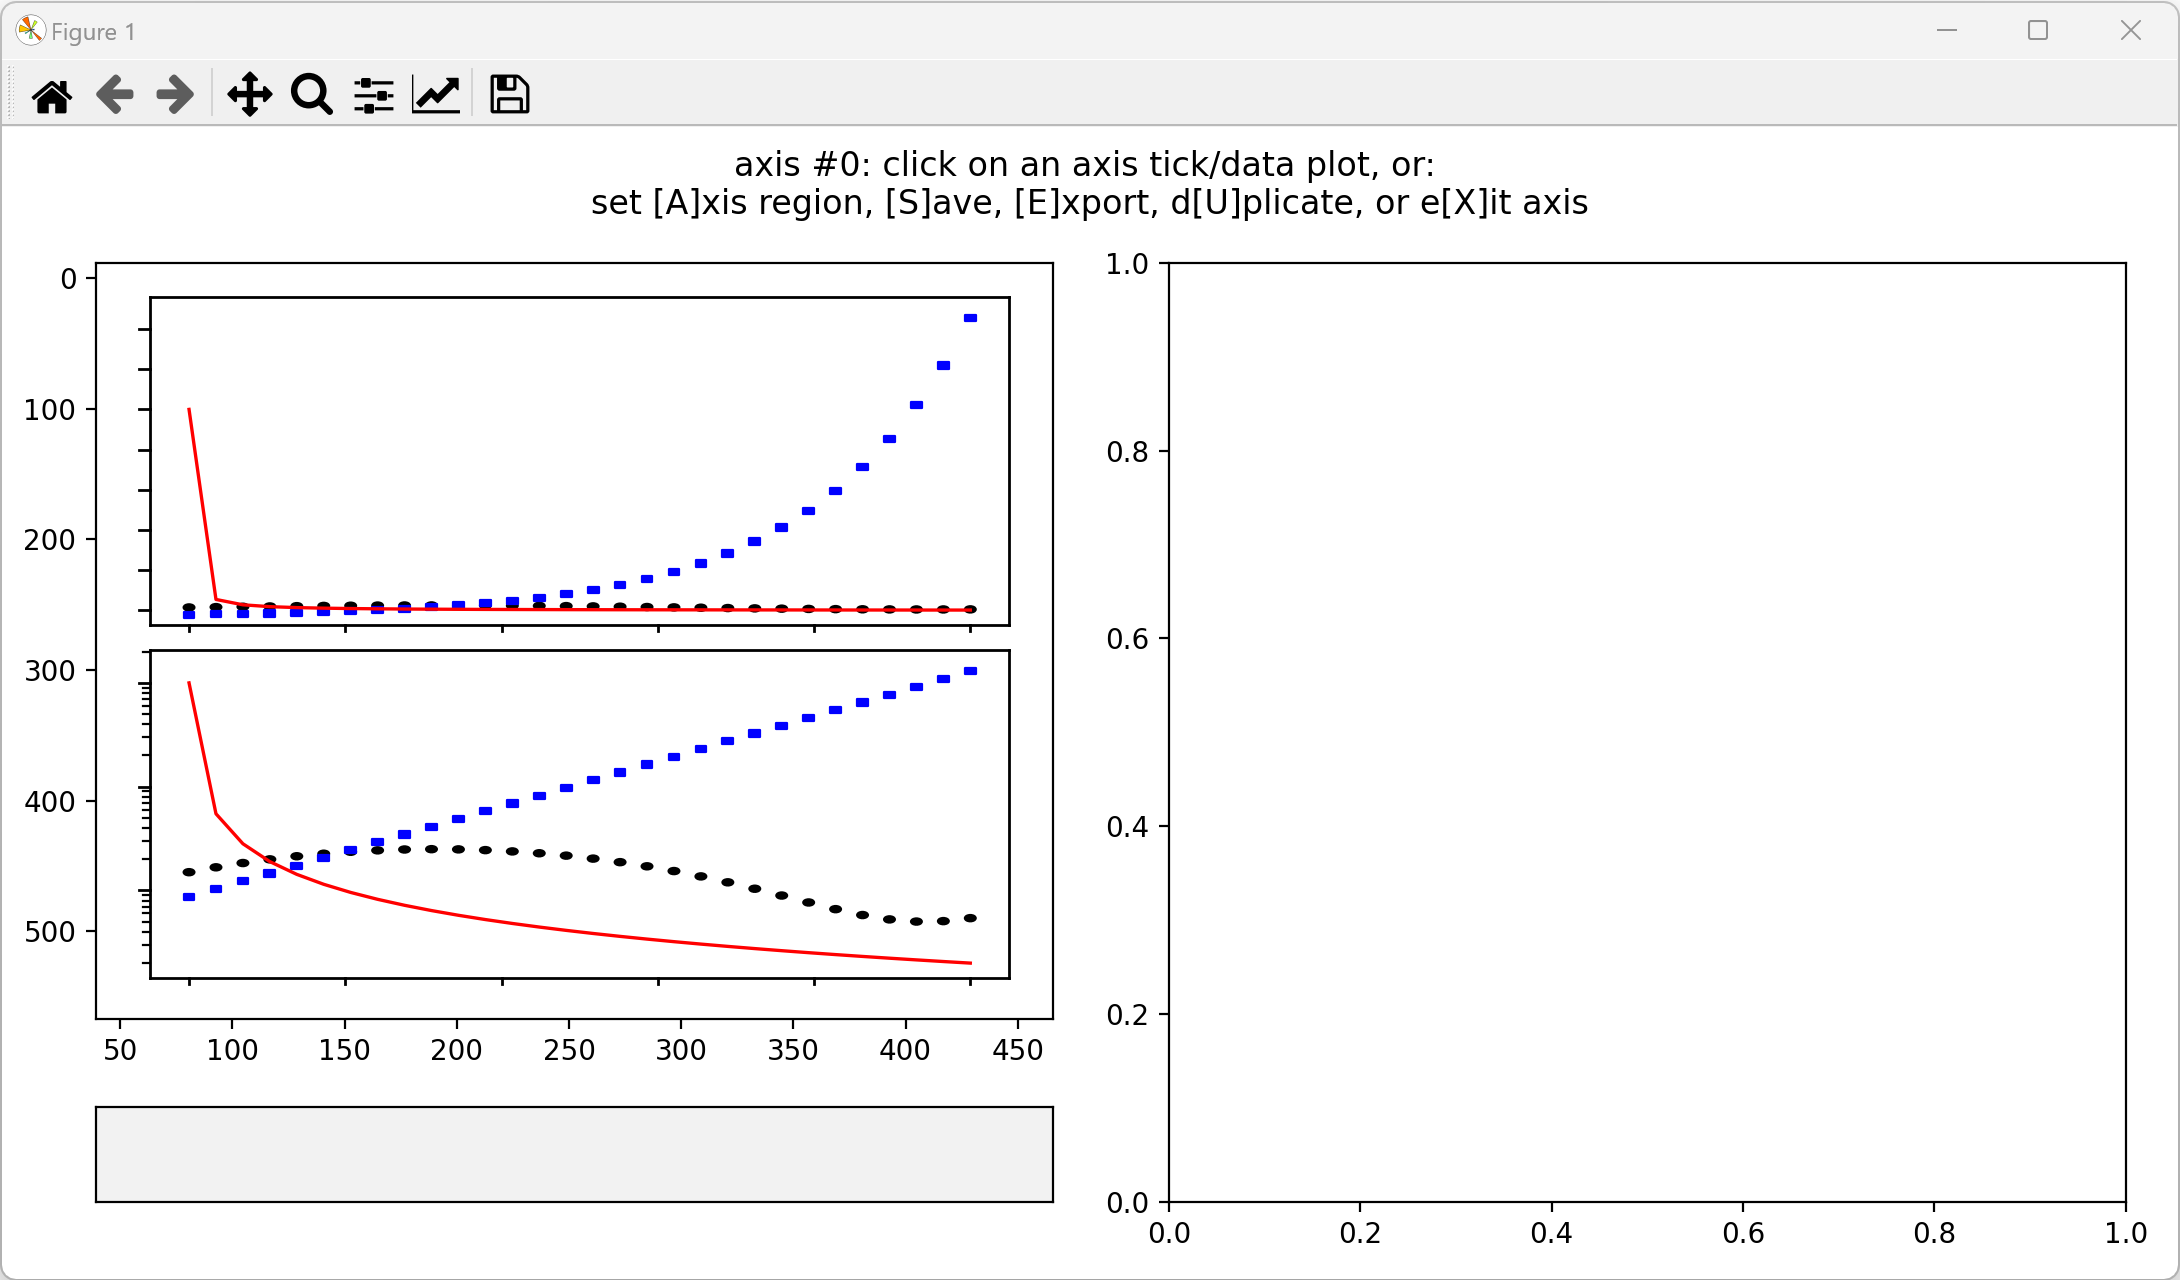 Figure 1
axis #0: click on an axis tick/data plot, or:
set [A]xis region, [S]ave, [E]xport, d[U]plicate, or e[X]it axis
0
100
200
300
400
500
50 100 150 200 250 300 350 400 450
1.0
0.8
0.6
0.4
0.2
0.0
0.0 0.2 0.4 0.6 0.8 1.0